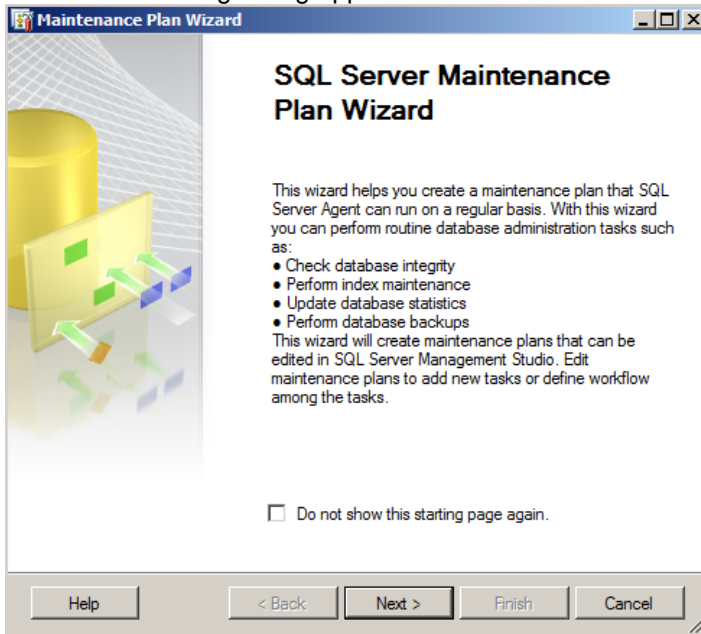 Maintenance Plan Wizard
SQL Server Maintenance
Plan Wizard
This wizard helps you create a maintenance plan that SQL
Server Agent can run on a regular basis. With this wizard
you can perform routine database administration tasks such
as:
● Check database integrity
● Perform index maintenance
● Update database statistics
● Perform database backups
This wizard will create maintenance plans that can be
edited in SQL Server Management Studio. Edit
maintenance plans to add new tasks or define workflow
among the tasks.
Do not show this starting page again.
Help < Back Next > Finish Cancel